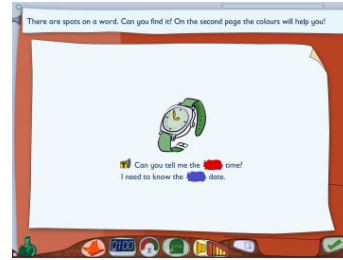 There are spots on a word. Can you find it? On the second page the colours will help you!
Can you tell me the time?
I need to know the date.